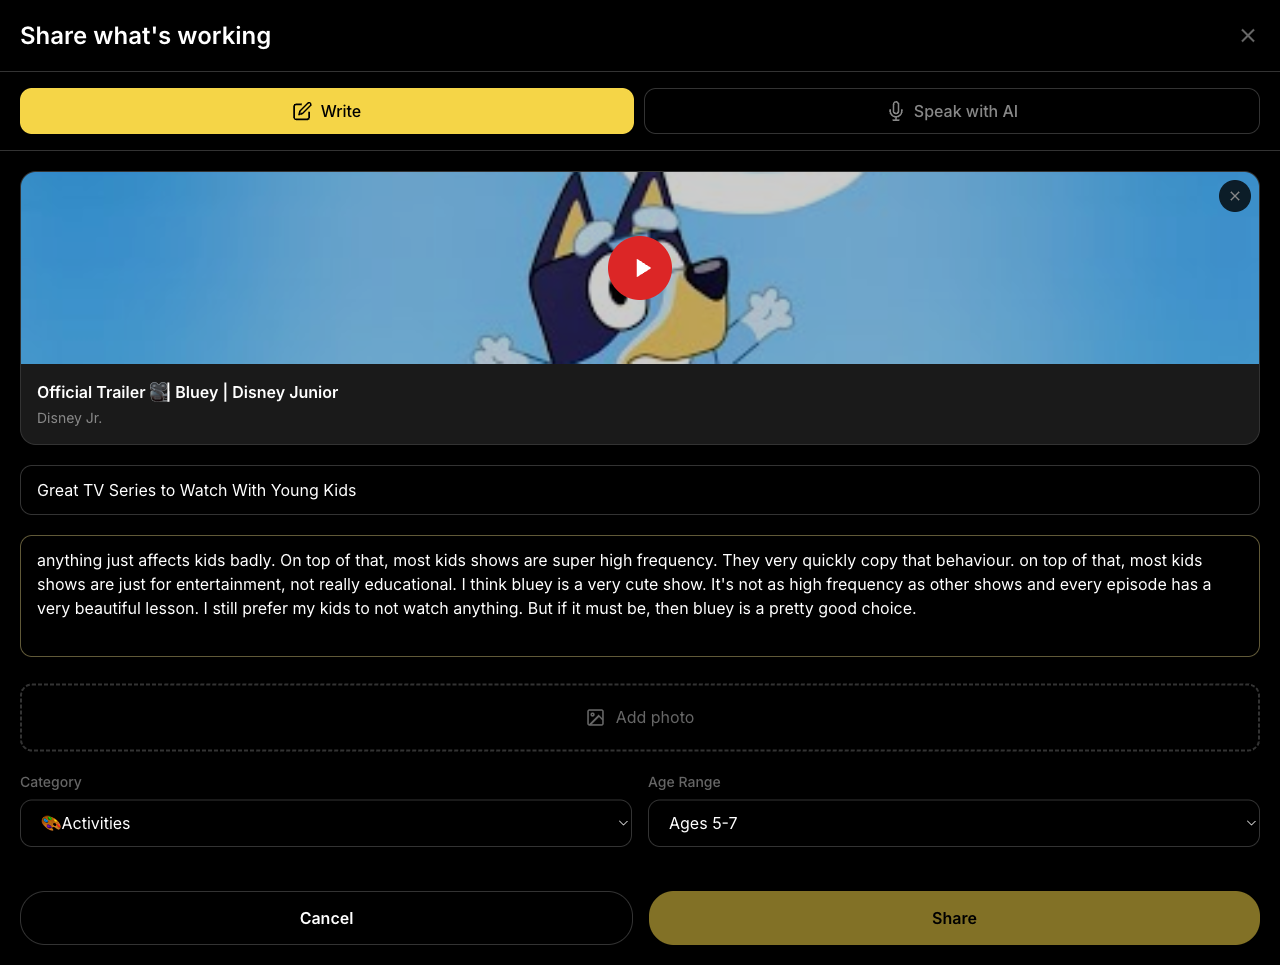 Share what's working
Write
Speak with AI
Official Trailer 🎥 Bluey | Disney Junior
Disney Jr.
Great TV Series to Watch With Young Kids
anything just affects kids badly. On top of that, most kids shows are super high frequency. They very quickly copy that behaviour. on top of that, most kids
shows are just for entertainment, not really educational. I think bluey is a very cute show. It's not as high frequency as other shows and every episode has a
very beautiful lesson. I still prefer my kids to not watch anything. But if it must be, then bluey is a pretty good choice.
Add photo
Category
Age Range
🎨Activities
Ages 5-7
Cancel
Share